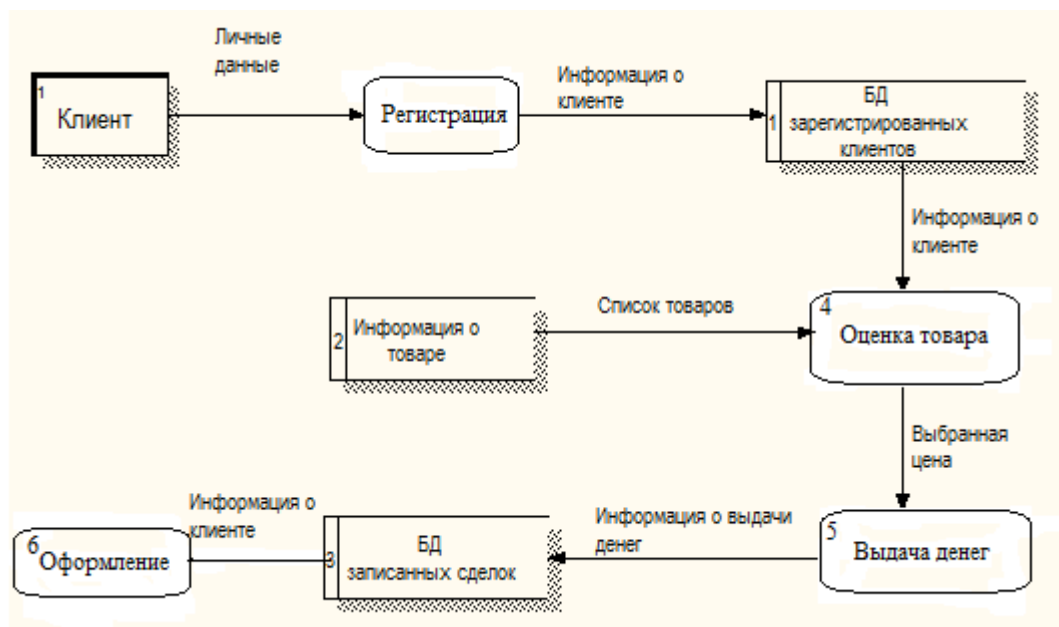 Личные
данные
1
Клиент
Регистрация
Информация о
клиенте
1
БД
зарегистрированных
клиентов
Информация о
клиенте
2
Информация о
товаре
Список товаров
4
Оценка товара
Выбранная
цена
5
Выдача денег
Информация о выдачи
денег
3
БД
записанных сделок
Информация о
клиенте
6
Оформление